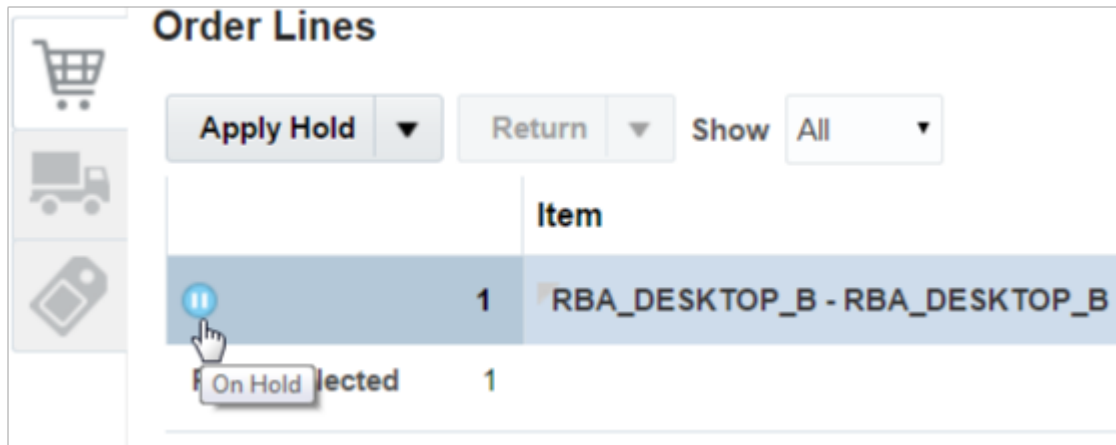 Order Lines
Apply Hold Return Show All
Item
1 RBA_DESKTOP_B - RBA_DESKTOP_B
On Hold lected 1